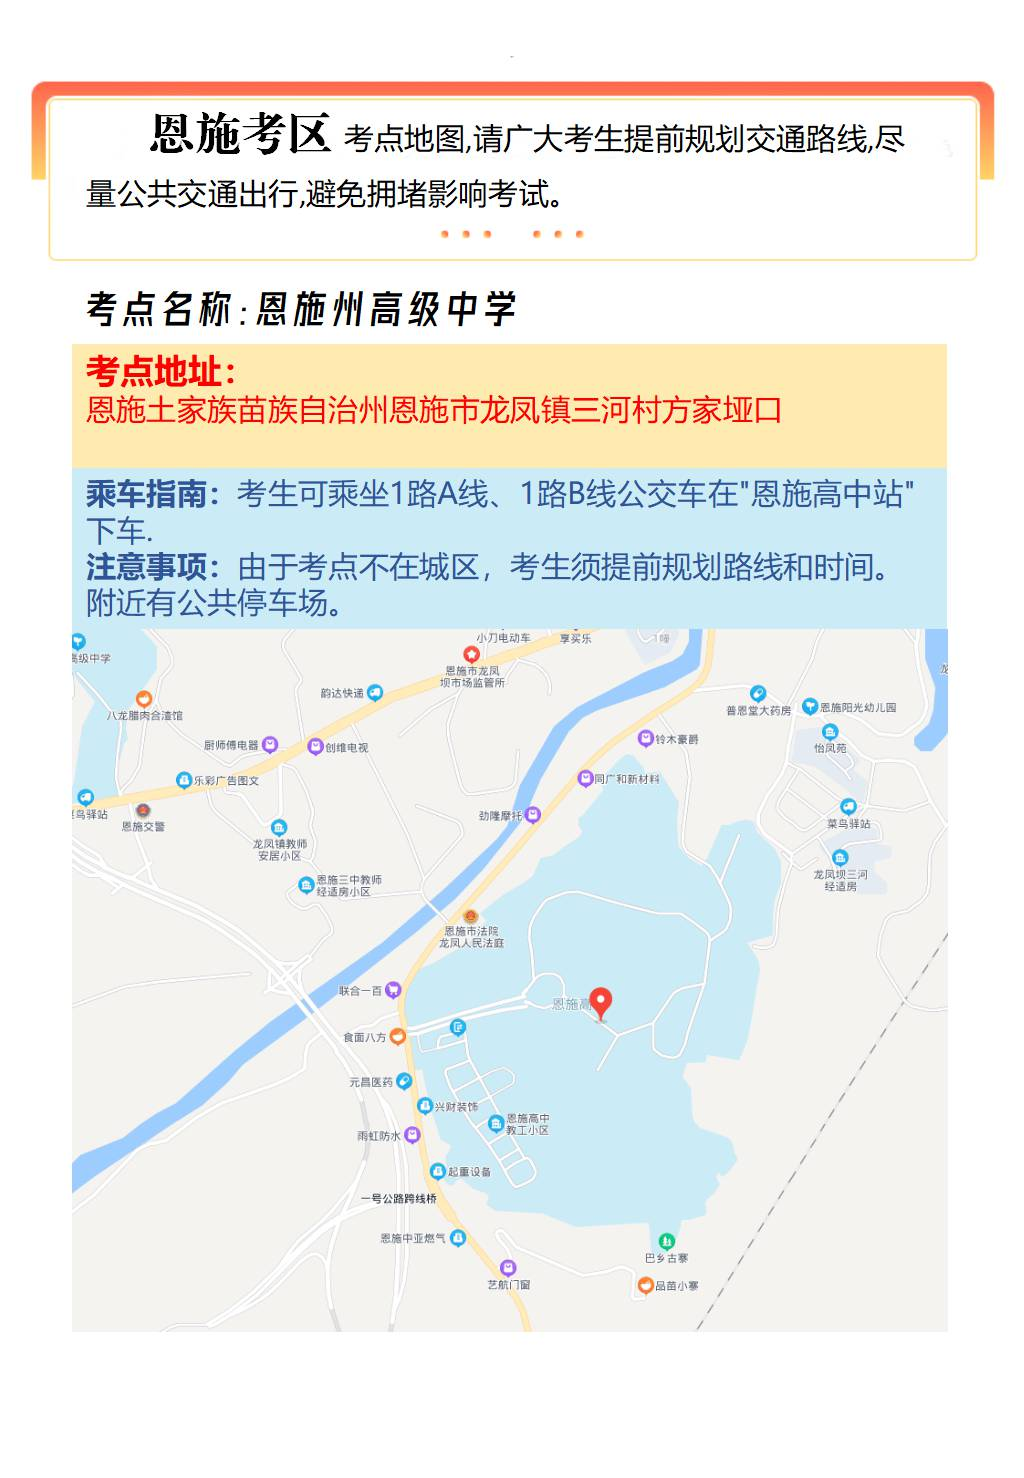 恩施考区 考点地图,请广大考生提前规划交通路线,尽
量公共交通出行,避免拥堵影响考试。
考点名称:恩施州高级中学
考点地址：
恩施土家族苗族自治州恩施市龙凤镇三河村方家垭口
乘车指南：考生可乘坐1路A线、1路B线公交车在"恩施高中站"
下车.
注意事项：由于考点不在城区，考生须提前规划路线和时间。
附近有公共停车场。
小刀电动车
享买乐
1幢
高级中学
恩施市龙凤
坝市场监管所
韵达快递
八龙腊肉合渣馆
普恩堂大药房
恩施阳光幼儿园
怡凤苑
厨师傅电器
创维电视
铃木豪爵
乐彩广告图文
同广和新材料
菜鸟驿站
恩施交警
劲隆摩托
菜鸟驿站
龙凤镇教师
安居小区
龙凤坝三河
经适房
恩施三中教师
经适房小区
恩施市法院
龙凤人民法庭
联合一百
恩施高
食面八方
元昌医药
兴财装饰
恩施高中
教工小区
雨虹防水
起重设备
一号公路跨线桥
恩施中亚燃气
巴乡古寨
艺航门窗
品苗小寨